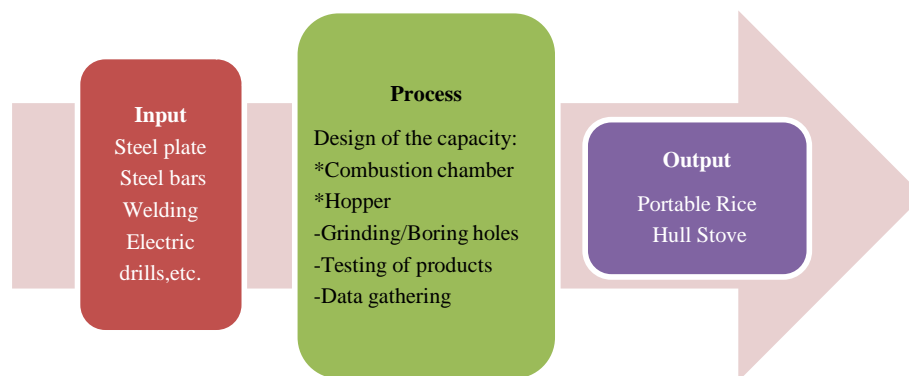 Input
Steel plate
Steel bars
Welding
Electric
drills,etc.
Process
Design of the capacity:
*Combustion chamber
*Hopper
-Grinding/Boring holes
-Testing of products
-Data gathering
Output
Portable Rice
Hull Stove